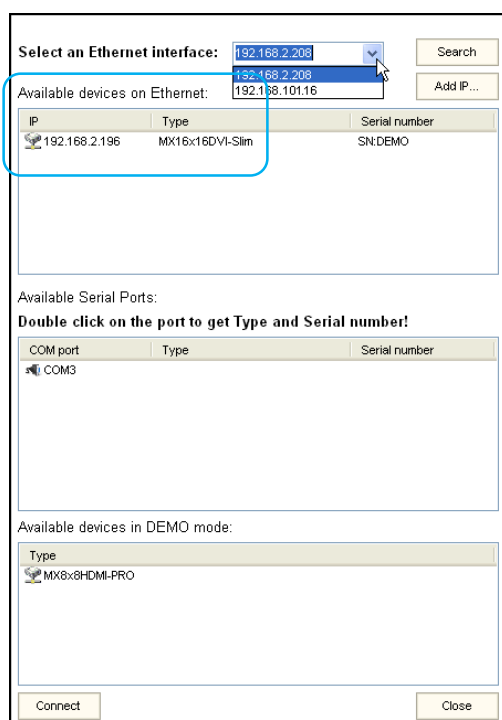 Select an Ethernet interface: 192.168.2.208 Search
192.168.2.208
Available devices on Ethernet: 192.168.101.16 Add IP...
IP Type Serial number
192.168.2.196 MX16x16DVI-Slim SN:DEMO
Available Serial Ports:
Double click on the port to get Type and Serial number!
COM port Type Serial number
COM3
Available devices in DEMO mode:
Type
MX8x8HDMI-PRO
Connect Close